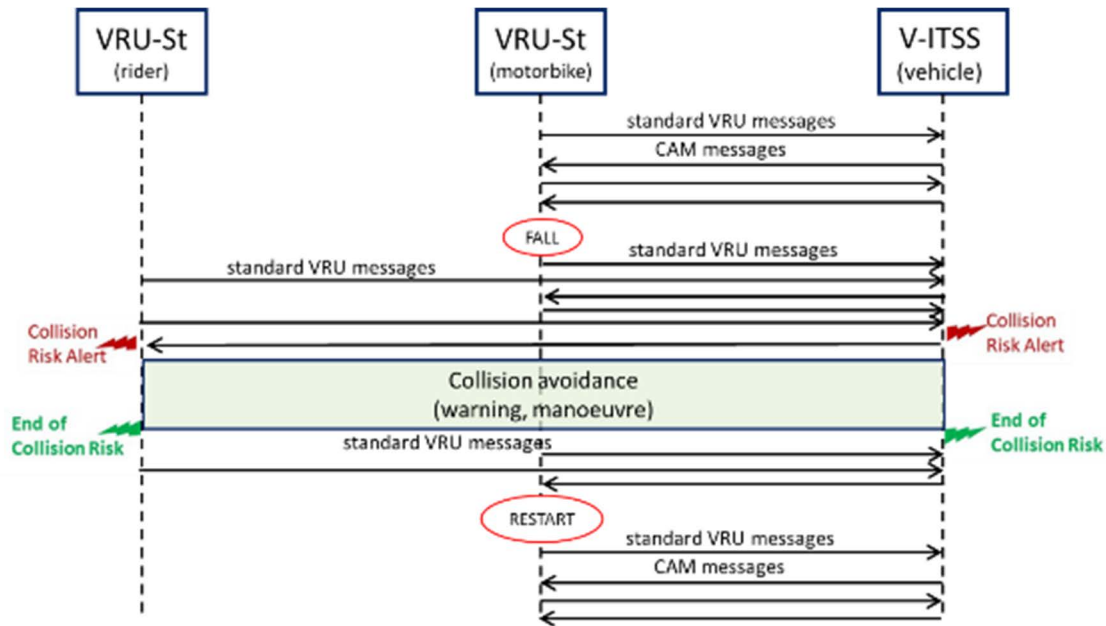 VRU-St
(rider)
VRU-St
(motorbike)
V-ITSS
(vehicle)
standard VRU messages
CAM messages
FALL
standard VRU messages
standard VRU messages
Collision
Risk Alert
Collision
Risk Alert
Collision avoidance
(warning, manoeuvre)
End of
Collision Risk
End of
Collision Risk
standard VRU messages
RESTART
standard VRU messages
CAM messages